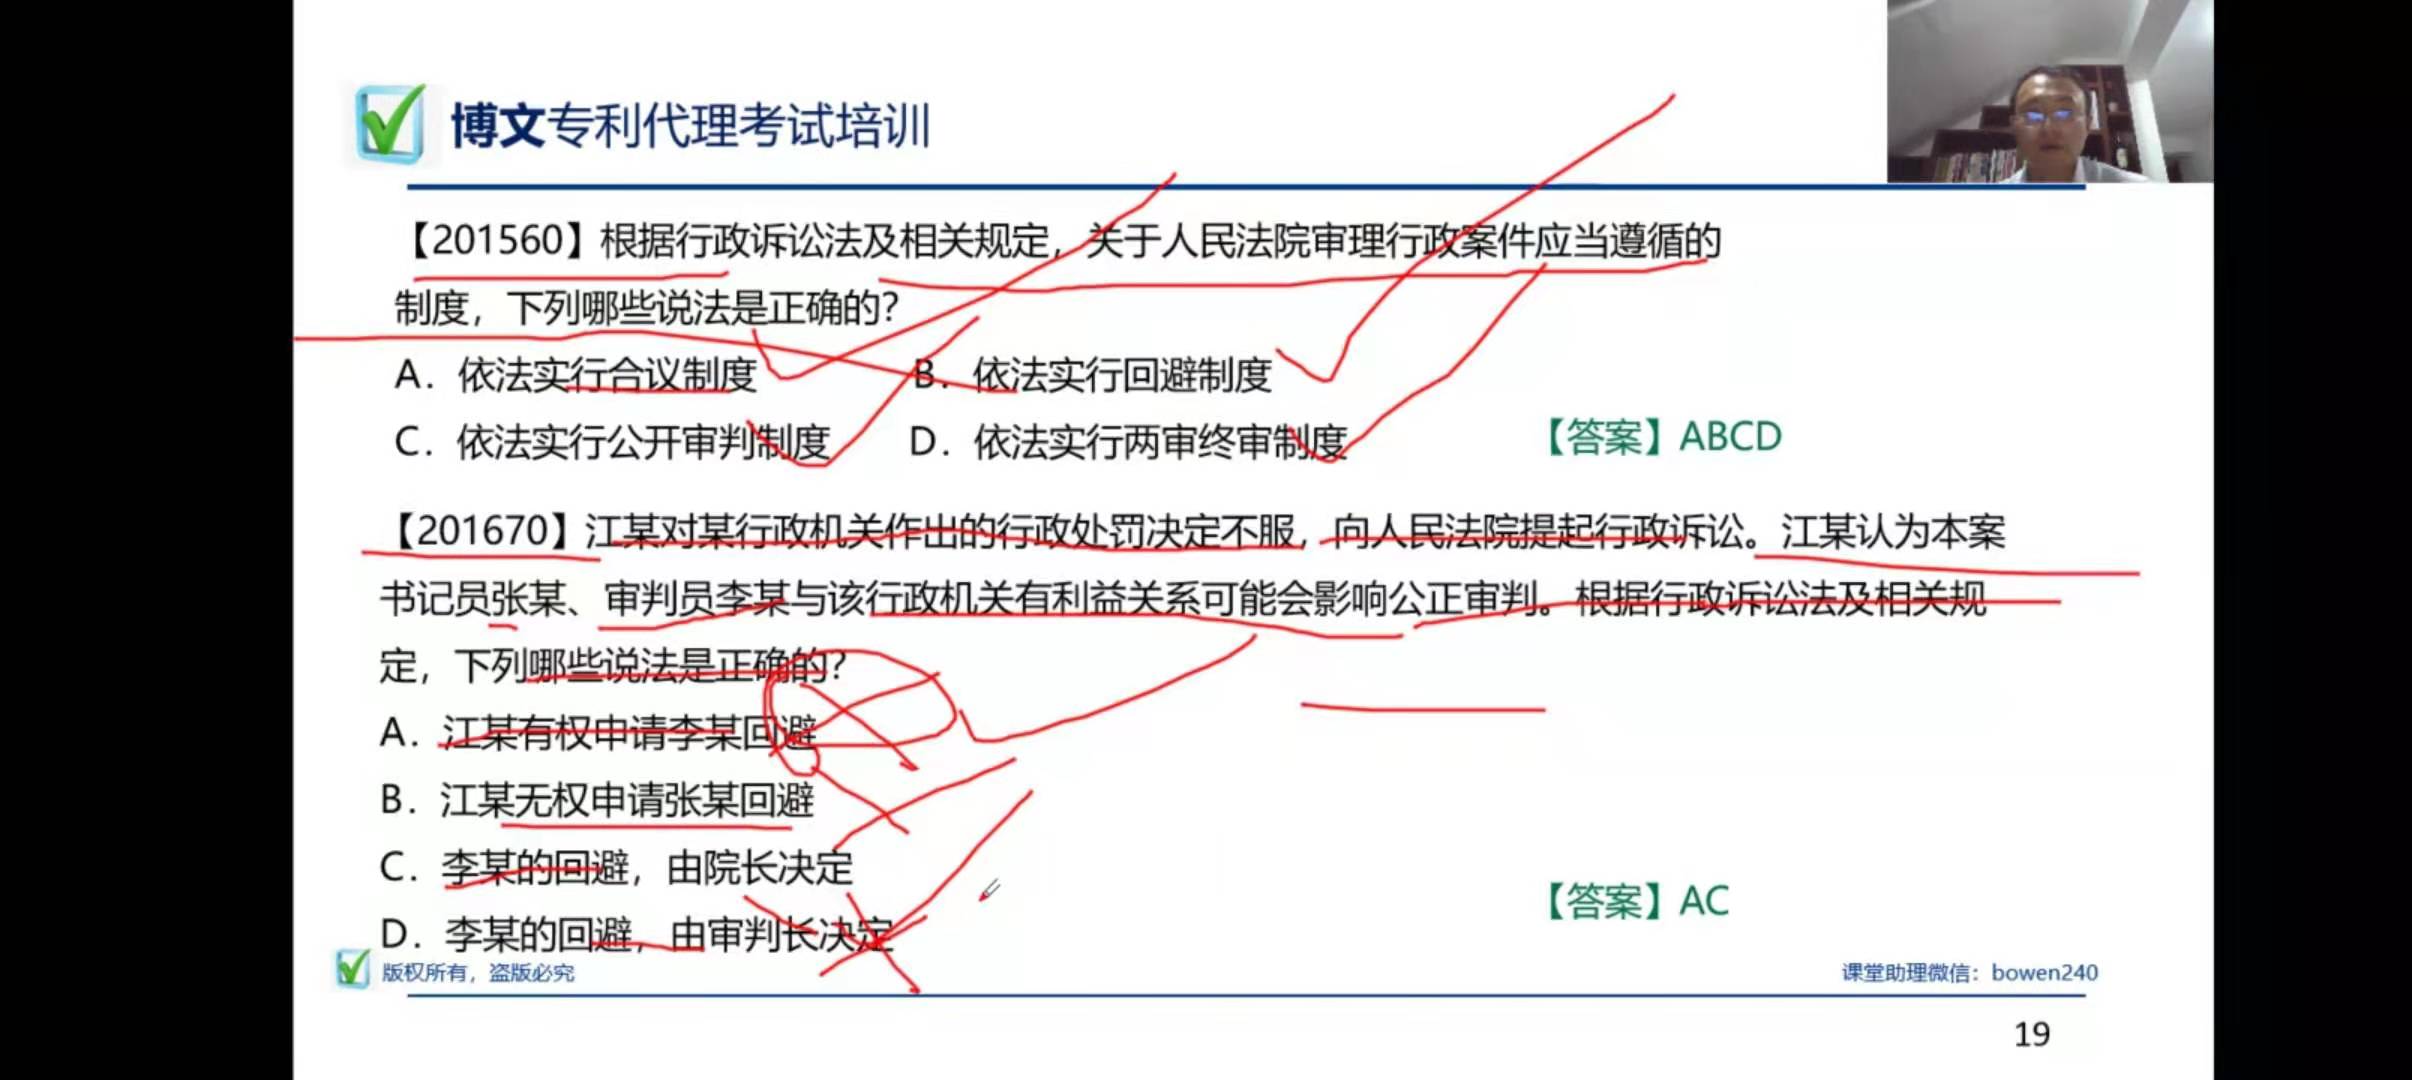 博文专利代理考试培训
【201560】根据行政诉讼法及相关规定，关于人民法院审理行政案件应当遵循的
制度，下列哪些说法是正确的？
A．依法实行合议制度 B．依法实行回避制度
C．依法实行公开审判制度 D．依法实行两审终审制度
【答案】ABCD
【201670】江某对某行政机关作出的行政处罚决定不服，向人民法院提起行政诉讼。江某认为本案
书记员张某、审判员李某与该行政机关有利益关系可能会影响公正审判。根据行政诉讼法及相关规
定，下列哪些说法是正确的？
A．江某有权申请李某回避
B．江某无权申请张某回避
C．李某的回避，由院长决定
D．李某的回避，由审判长决定
【答案】AC
版权所有，盗版必究
课堂助理微信：bowen240
19